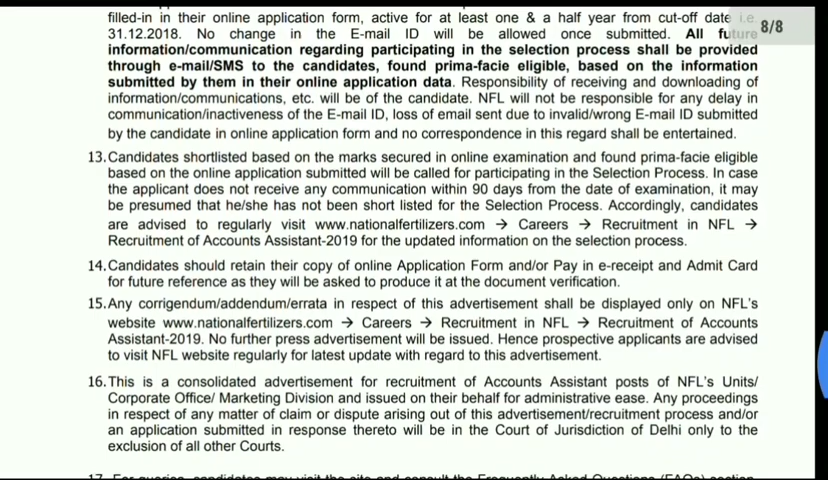 filled-in in their online application form, active for at least one & a half year from cut-off date i.e.
8/8
31.12.2018. No change in the E-mail ID will be allowed once submitted. All future
information/communication regarding participating in the selection process shall be provided
through e-mail/SMS to the candidates, found prima-facie eligible, based on the information
submitted by them in their online application data. Responsibility of receiving and downloading of
information/communications, etc. will be of the candidate. NFL will not be responsible for any delay in
communication/inactiveness of the E-mail ID, loss of email sent due to invalid/wrong E-mail ID submitted
by the candidate in online application form and no correspondence in this regard shall be entertained.
13. Candidates shortlisted based on the marks secured in online examination and found prima-facie eligible
based on the online application submitted will be called for participating in the Selection Process. In case
the applicant does not receive any communication within 90 days from the date of examination, it may
be presumed that he/she has not been short listed for the Selection Process. Accordingly, candidates
are advised to regularly visit www.nationalfertilizers.com → Careers → Recruitment in NFL →
Recruitment of Accounts Assistant-2019 for the updated information on the selection process.
14. Candidates should retain their copy of online Application Form and/or Pay in e-receipt and Admit Card
for future reference as they will be asked to produce it at the document verification.
15. Any corrigendum/addendum/errata in respect of this advertisement shall be displayed only on NFL's
website www.nationalfertilizers.com → Careers → Recruitment in NFL → Recruitment of Accounts
Assistant-2019. No further press advertisement will be issued. Hence prospective applicants are advised
to visit NFL website regularly for latest update with regard to this advertisement.
16. This is a consolidated advertisement for recruitment of Accounts Assistant posts of NFL's Units/
Corporate Office/ Marketing Division and issued on their behalf for administrative ease. Any proceedings
in respect of any matter of claim or dispute arising out of this advertisement/recruitment process and/or
an application submitted in response thereto will be in the Court of Jurisdiction of Delhi only to the
exclusion of all other Courts.
17. For queries, candidates may visit the site and consult the Frequently Asked Questions (FAQs) section